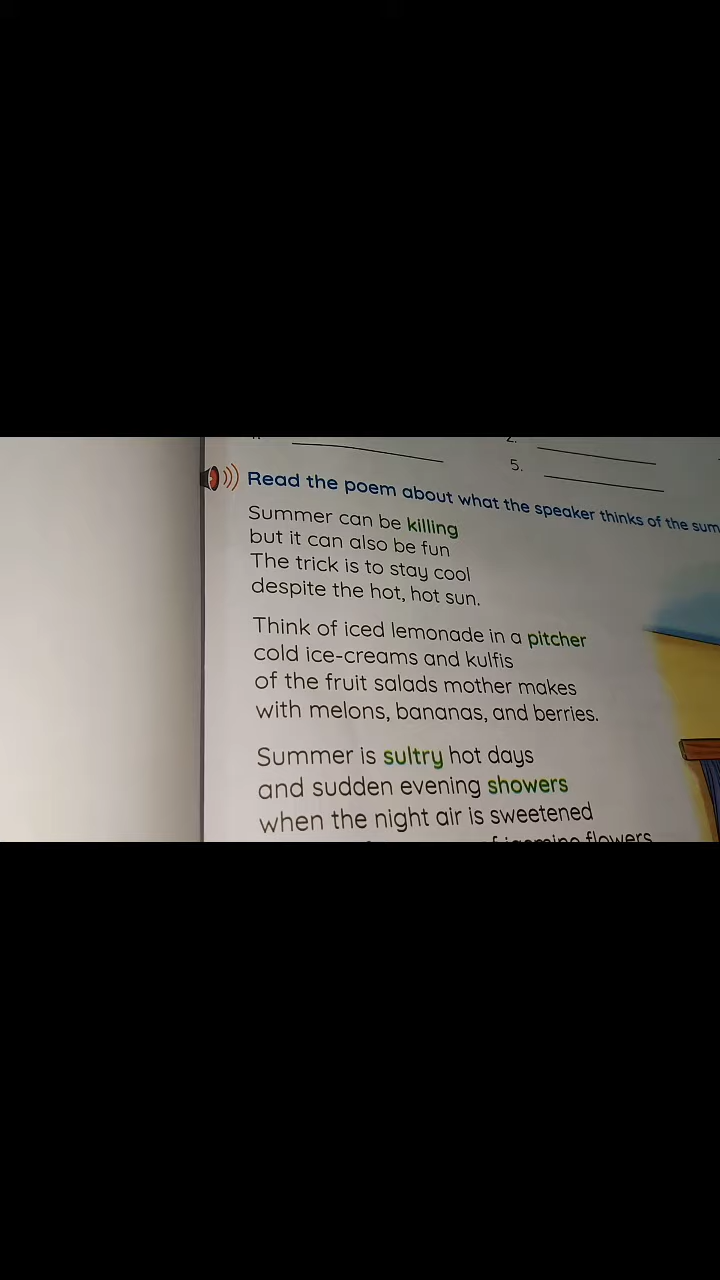 2.
5.
Read the poem about what the speaker thinks of the sum
Summer can be killing
but it can also be fun
The trick is to stay cool
despite the hot, hot sun.
Think of iced lemonade in a pitcher
cold ice-creams and kulfis
of the fruit salads mother makes
with melons, bananas, and berries.
Summer is sultry hot days
and sudden evening showers
when the night air is sweetened
flowers